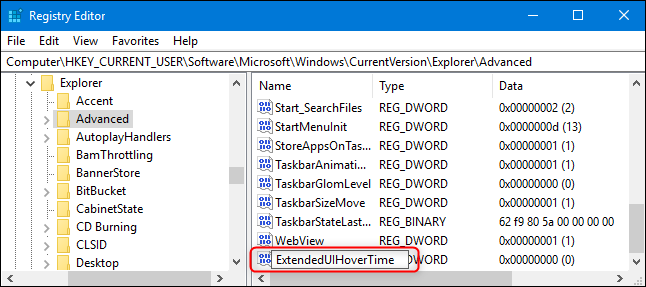 Registry Editor
File Edit View Favorites Help
Computer\HKEY_CURRENT_USER\Software\Microsoft\Windows\CurrentVersion\Explorer\Advanced
Explorer
Accent
Advanced
AutoplayHandlers
BamThrottling
BannerStore
BitBucket
CabinetState
CD Burning
CLSID
Desktop
Name Type Data
Start_SearchFiles REG_DWORD 0x00000002 (2)
StartMenuInit REG_DWORD 0x0000000d (13)
StoreAppsOnTas... REG_DWORD 0x00000001 (1)
TaskbarAnimati... REG_DWORD 0x00000001 (1)
TaskbarGlomLevel REG_DWORD 0x00000000 (0)
TaskbarSizeMove REG_DWORD 0x00000001 (1)
TaskbarStateLast... REG_BINARY 62 f9 80 5a 00 00 00 00
WebView REG_DWORD 0x00000001 (1)
ExtendedUIHoverTime DWORD 0x00000000 (0)